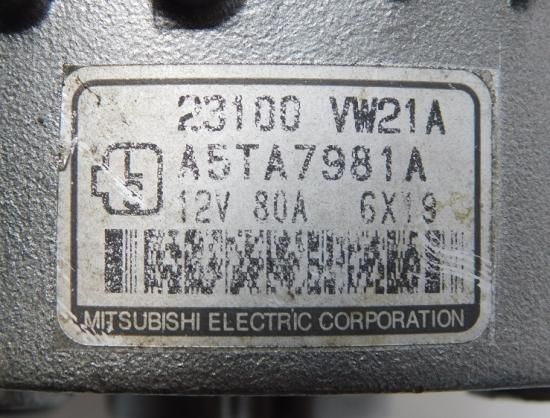 23100 VW21A
L
S
A5TA7981A
12V 80A 6X19
MITSUBISHI ELECTRIC CORPORATION